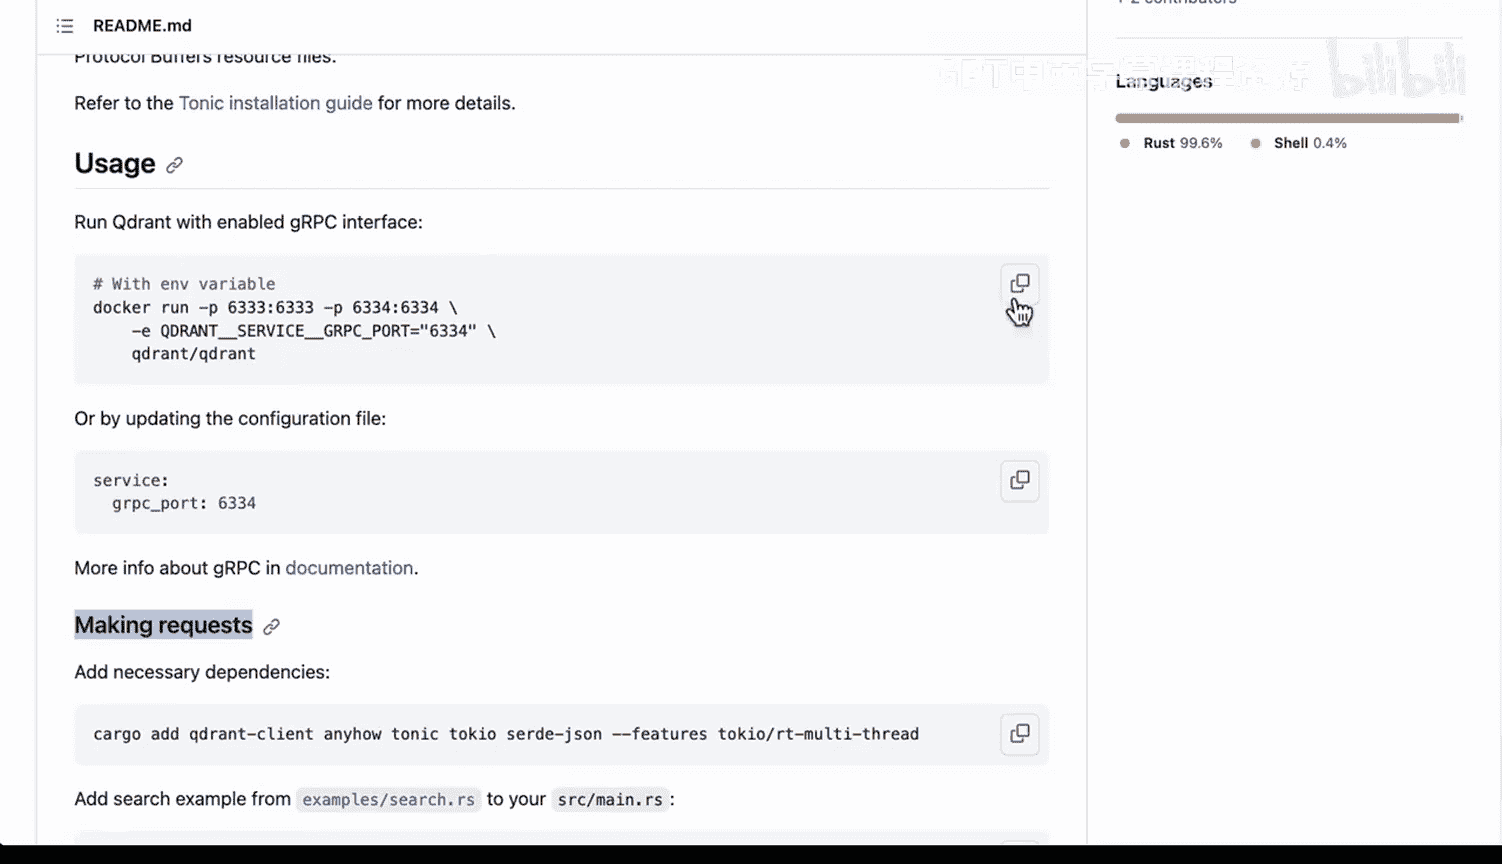 README.md
2 contributors
Protocol Buffers resource files.
Refer to the Tonic installation guide for more details.
Languages
bilibili
Rust 99.6% Shell 0.4%
Usage
Run Qdrant with enabled gRPC interface:
# With env variable
docker run -p 6333:6333 -p 6334:6334 \
-e QDRANT__SERVICE__GRPC_PORT="6334" \
qdrant/qdrant
Or by updating the configuration file:
service:
grpc_port: 6334
More info about gRPC in documentation.
Making requests
Add necessary dependencies:
cargo add qdrant-client anyhow tonic tokio serde-json --features tokio/rt-multi-thread
Add search example from examples/search.rs to your src/main.rs: